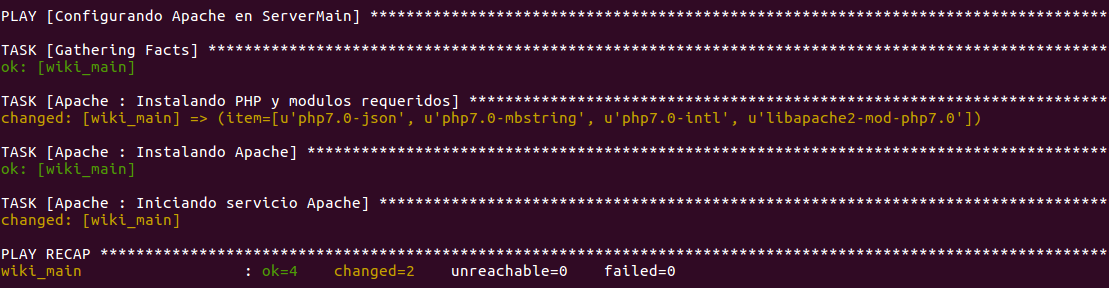 PLAY [Configurando Apache en ServerMain] **********************************************************************************
TASK [Gathering Facts] ****************************************************************************************************
ok: [wiki_main]
TASK [Apache : Instalando PHP y modulos requeridos] ***********************************************************************
changed: [wiki_main] => (item=[u'php7.0-json', u'php7.0-mbstring', u'php7.0-intl', u'libapache2-mod-php7.0'])
TASK [Apache : Instalando Apache] *****************************************************************************************
ok: [wiki_main]
TASK [Apache : Iniciando servicio Apache] *********************************************************************************
changed: [wiki_main]
PLAY RECAP ****************************************************************************************************************
wiki_main                  : ok=4    changed=2    unreachable=0    failed=0